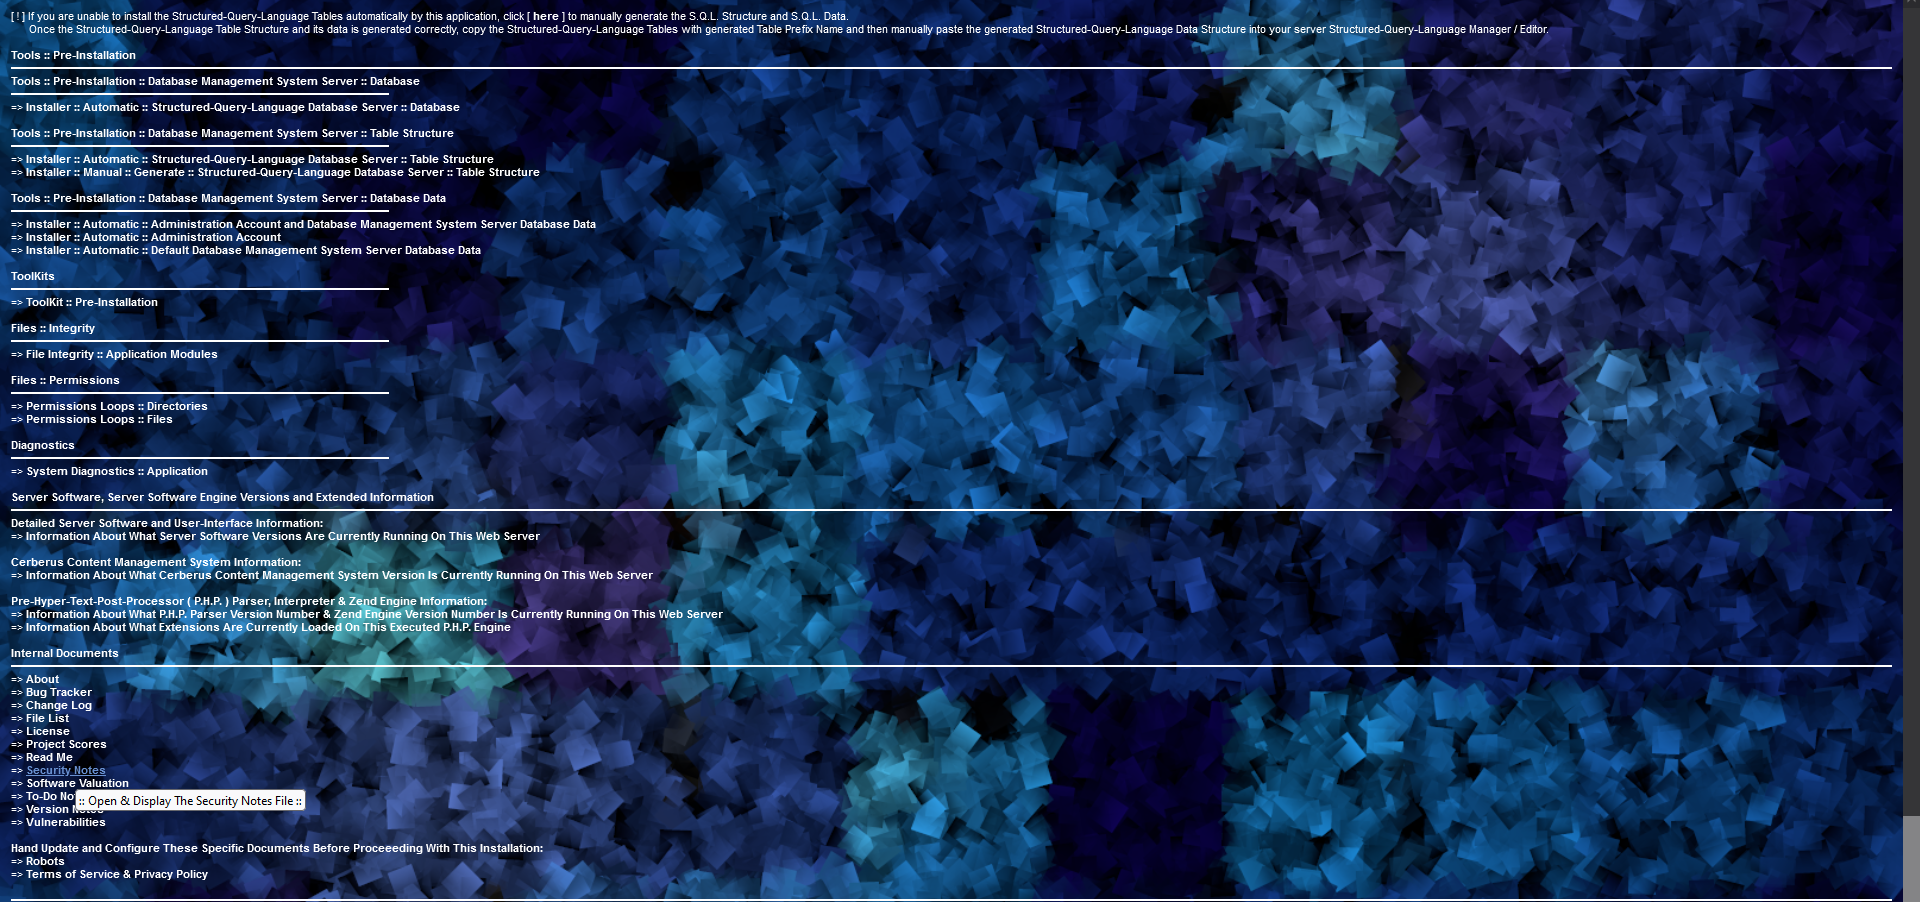 [ ! ] If you are unable to install the Structured-Query-Language Tables automatically by this application, click [ here ] to manually generate the S.Q.L. Structure and S.Q.L. Data.
Once the Structured-Query-Language Table Structure and its data is generated correctly, copy the Structured-Query-Language Tables with generated Table Prefix Name and then manually paste the generated Structured-Query-Language Data Structure into your server Structured-Query-Language Manager / Editor.
Tools :: Pre-Installation
Tools :: Pre-Installation :: Database Management System Server :: Database
=> Installer :: Automatic :: Structured-Query-Language Database Server :: Database
Tools :: Pre-Installation :: Database Management System Server :: Table Structure
=> Installer :: Automatic :: Structured-Query-Language Database Server :: Table Structure
=> Installer :: Manual :: Generate :: Structured-Query-Language Database Server :: Table Structure
Tools :: Pre-Installation :: Database Management System Server :: Database Data
=> Installer :: Automatic :: Administration Account and Database Management System Server Database Data
=> Installer :: Automatic :: Administration Account
=> Installer :: Automatic :: Default Database Management System Server Database Data
ToolKits
=> ToolKit :: Pre-Installation
Files :: Integrity
=> File Integrity :: Application Modules
Files :: Permissions
=> Permissions Loops :: Directories
=> Permissions Loops :: Files
Diagnostics
=> System Diagnostics :: Application
Server Software, Server Software Engine Versions and Extended Information
Detailed Server Software and User-Interface Information:
=> Information About What Server Software Versions Are Currently Running On This Web Server
Cerberus Content Management System Information:
=> Information About What Cerberus Content Management System Version Is Currently Running On This Web Server
Pre-Hyper-Text-Post-Processor ( P.H.P. ) Parser, Interpreter & Zend Engine Information:
=> Information About What P.H.P. Parser Version Number & Zend Engine Version Number Is Currently Running On This Web Server
=> Information About What Extensions Are Currently Loaded On This Executed P.H.P. Engine
Internal Documents
=> About
=> Bug Tracker
=> Change Log
=> File List
=> License
=> Project Scores
=> Read Me
=> Security Notes
=> Software Valuation
=> To-Do
:: Open & Display The Security Notes File ::
=> Version
=> Vulnerabilities
Hand Update and Configure These Specific Documents Before Proceeeding With This Installation:
=> Robots
=> Terms of Service & Privacy Policy